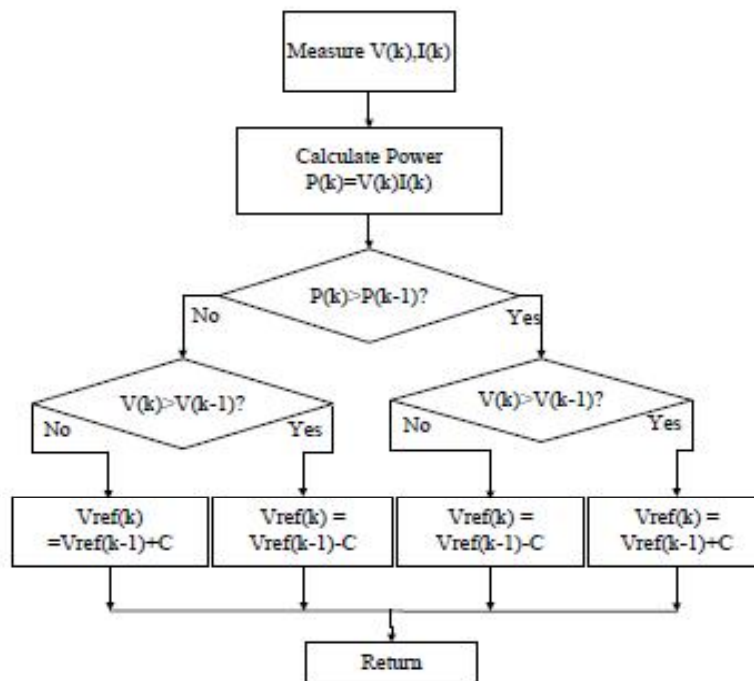 Measure V(k),I(k)
Calculate Power
P(k)=V(k)I(k)
P(k)>P(k-1)?
No
Yes
V(k)>V(k-1)?
No
Yes
V(k)>V(k-1)?
No
Yes
Vref(k)
=Vref(k-1)+C
Vref(k) =
Vref(k-1)-C
Vref(k) =
Vref(k-1)-C
Vref(k) =
Vref(k-1)+C
Return